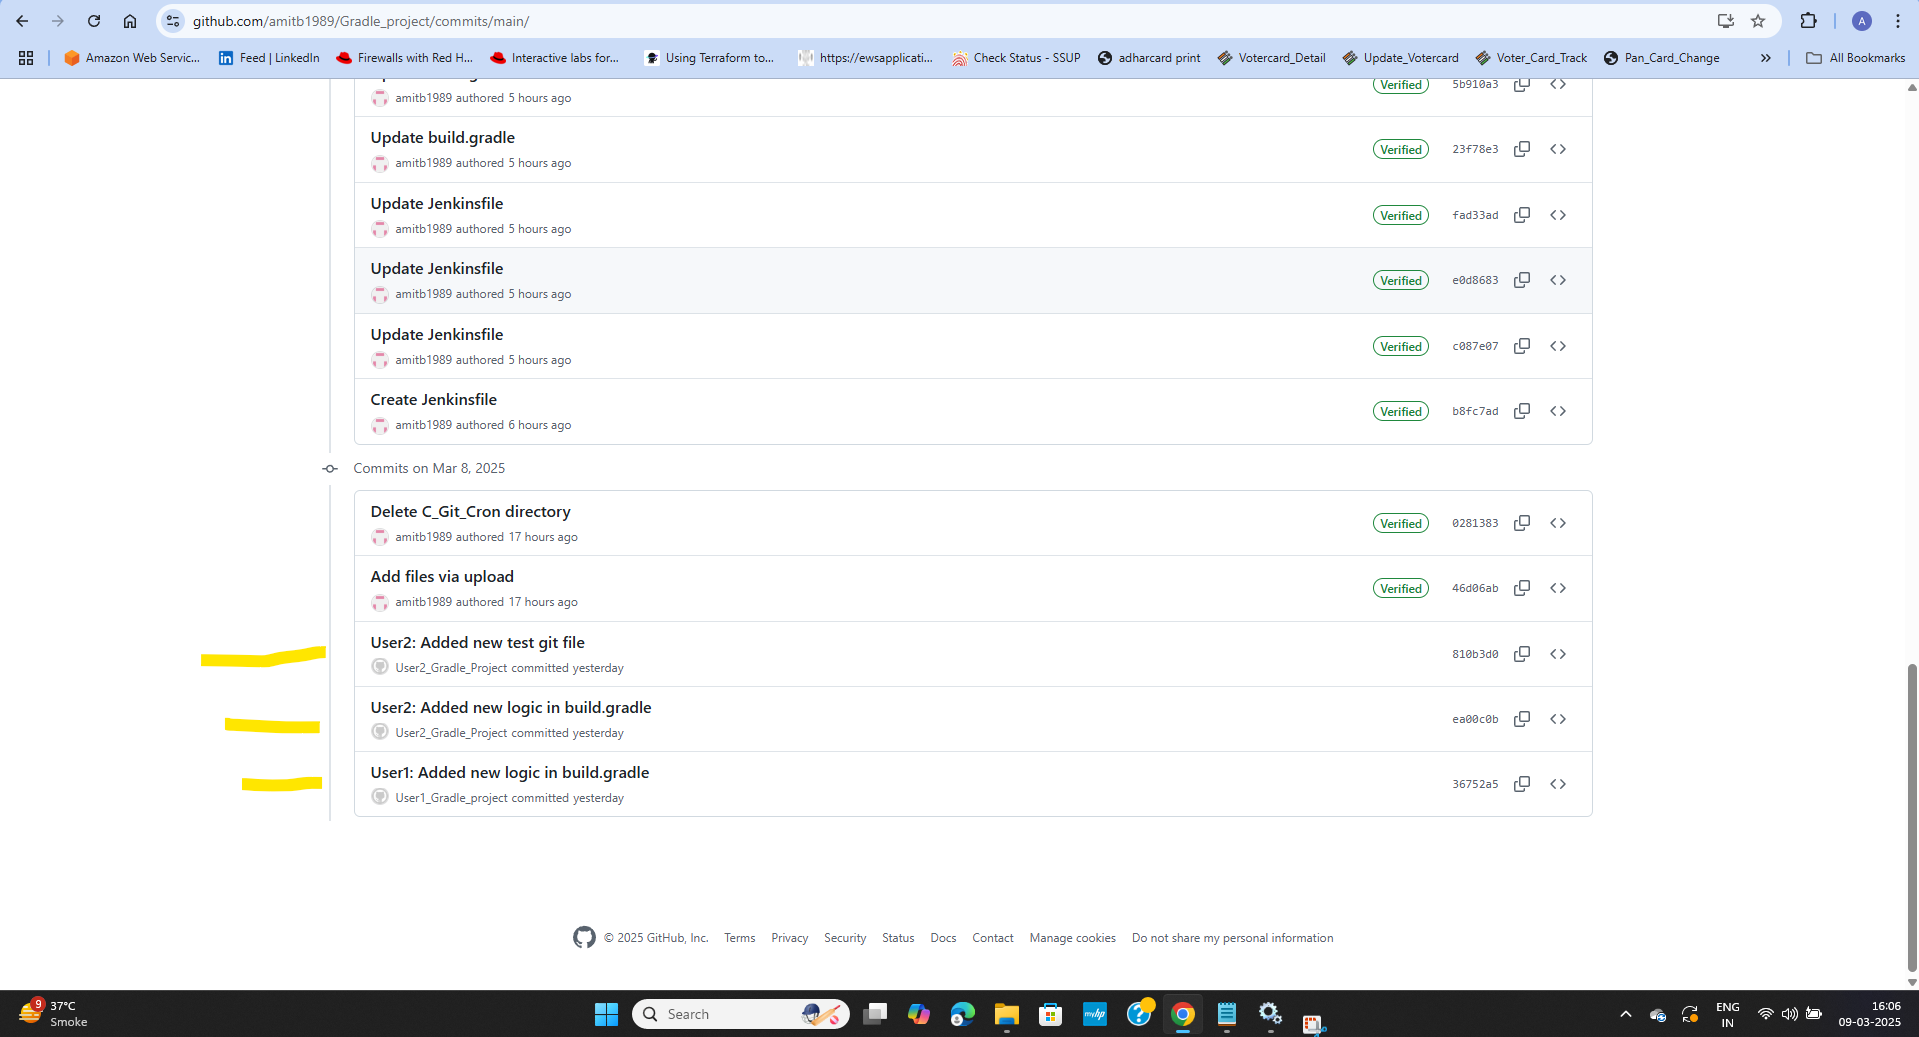 github.com/amitb1989/Gradle_project/commits/main/
A
Amazon Web Servic...
Feed | LinkedIn
Firewalls with Red H...
Interactive labs for...
Using Terraform to...
https://ewsapplicati...
Check Status - SSUP
adharcard print
Votercard_Detail
Update_Votercard
Voter_Card_Track
Pan_Card_Change
»
All Bookmarks
amitb1989 authored 5 hours ago
Verified
5b910a3
Update build.gradle
amitb1989 authored 5 hours ago
Verified
23f78e3
Update Jenkinsfile
amitb1989 authored 5 hours ago
Verified
fad33ad
Update Jenkinsfile
amitb1989 authored 5 hours ago
Verified
e0d8683
Update Jenkinsfile
amitb1989 authored 5 hours ago
Verified
c087e07
Create Jenkinsfile
amitb1989 authored 6 hours ago
Verified
b8fc7ad
Commits on Mar 8, 2025
Delete C_Git_Cron directory
amitb1989 authored 17 hours ago
Verified
0281383
Add files via upload
amitb1989 authored 17 hours ago
Verified
46d06ab
User2: Added new test git file
User2_Gradle_Project committed yesterday
810b3d0
User2: Added new logic in build.gradle
User2_Gradle_Project committed yesterday
ea00c0b
User1: Added new logic in build.gradle
User1_Gradle_project committed yesterday
36752a5
© 2025 GitHub, Inc.
Terms
Privacy
Security
Status
Docs
Contact
Manage cookies
Do not share my personal information
9
37°C
Smoke
Search
myhp
ENG
IN
16:06
09-03-2025